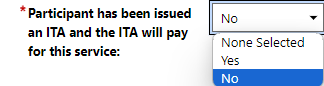 *Participant has been issued
an ITA and the ITA will pay
for this service:
No
None Selected
Yes
No